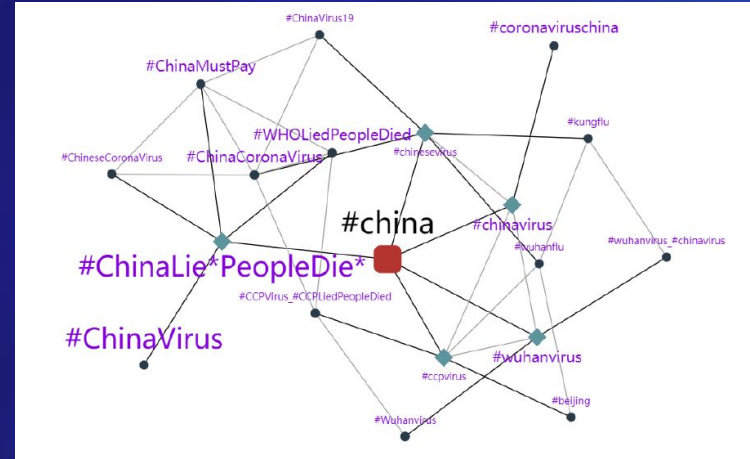 #ChinaVirus19
#coronaviruschina
#ChinaMustPay
#kungflu
#WHOLiedPeopleDied
#chinesevirus
#ChineseCoronaVirus
#ChinaCoronaVirus
#china
#chinavirus
#wuhanflu
#wuhanvirus_#chinavirus
#ChinaLie*PeopleDie*
#CCPVirus_#CCPLiedPeopleDied
#ChinaVirus
#wuhanvirus
#ccpvirus
#beijing
#Wuhanvirus